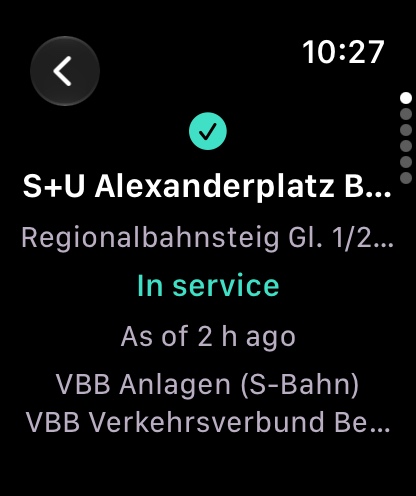 10:27
S+U Alexanderplatz B...
Regionalbahnsteig Gl. 1/2...
In service
As of 2 h ago
VBB Anlagen (S-Bahn)
VBB Verkehrsverbund Be...